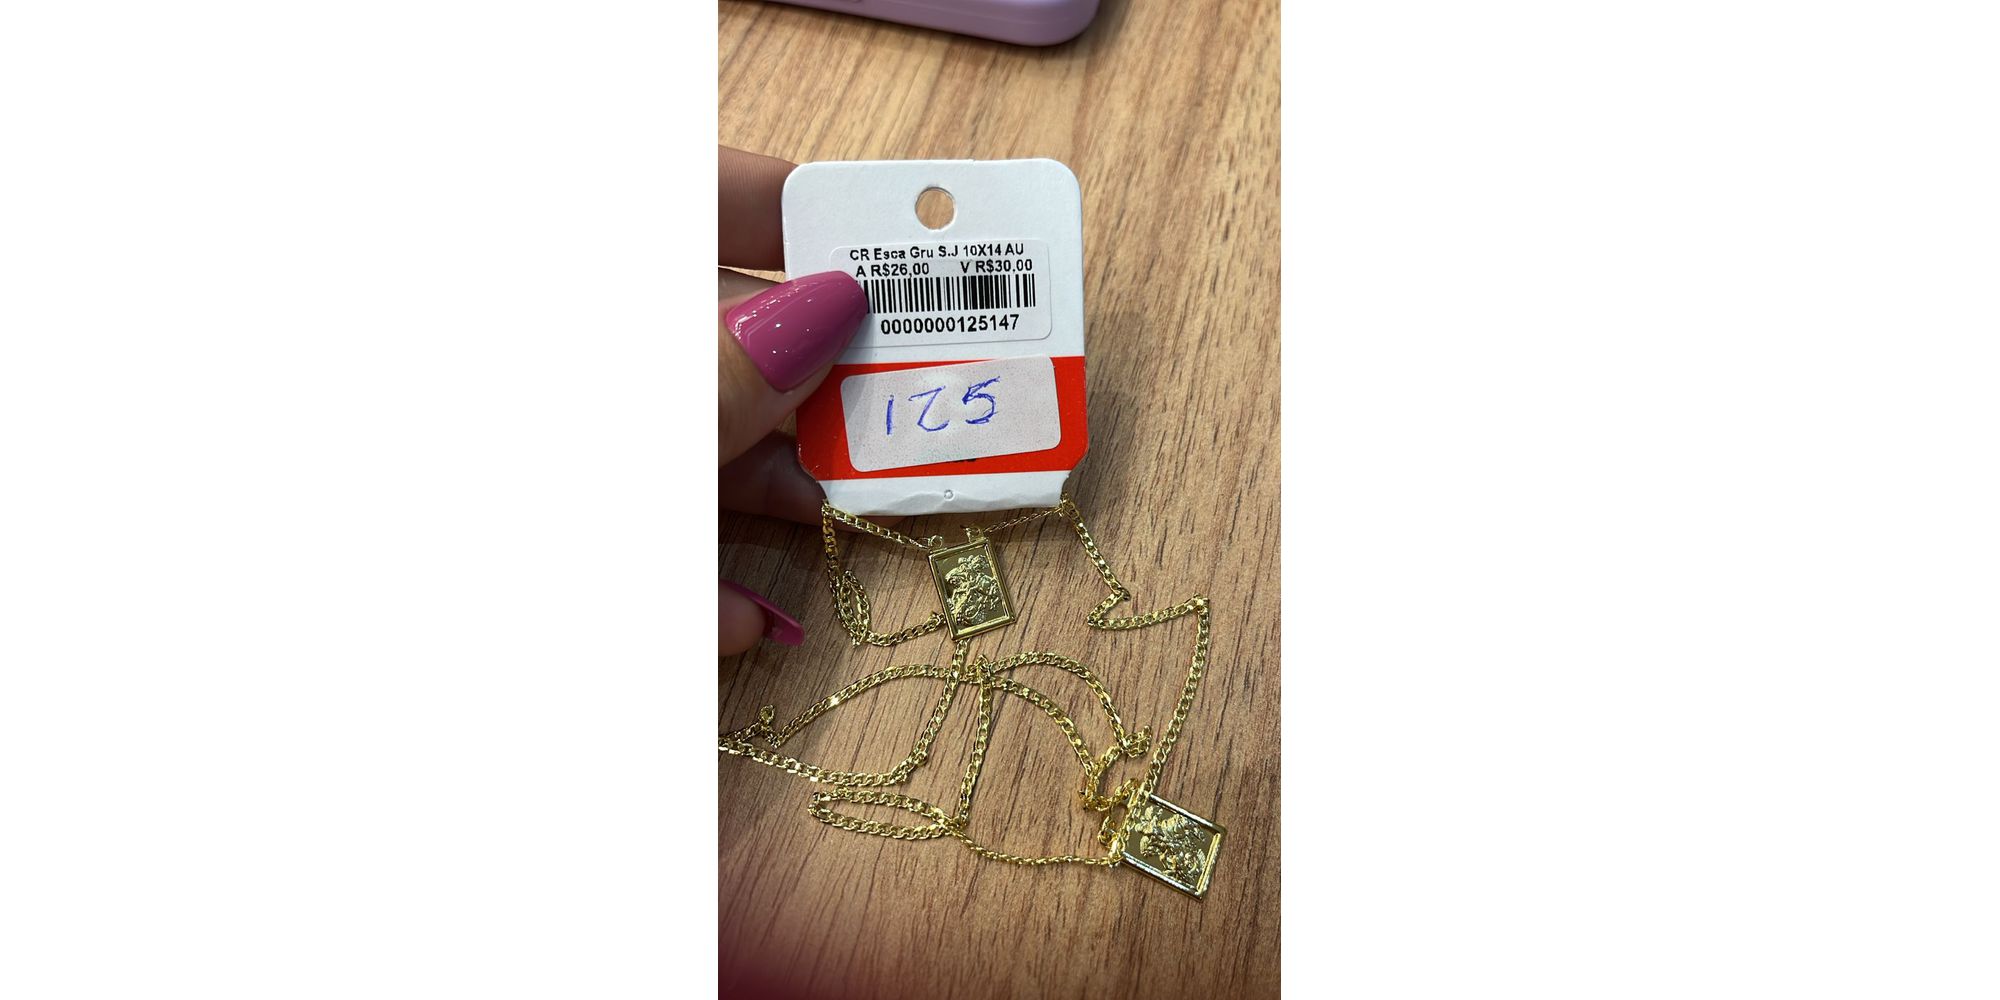 CR Esca Gru S.J 10X14 AU
A R$26,00 V R$30,00
0000000125147
125